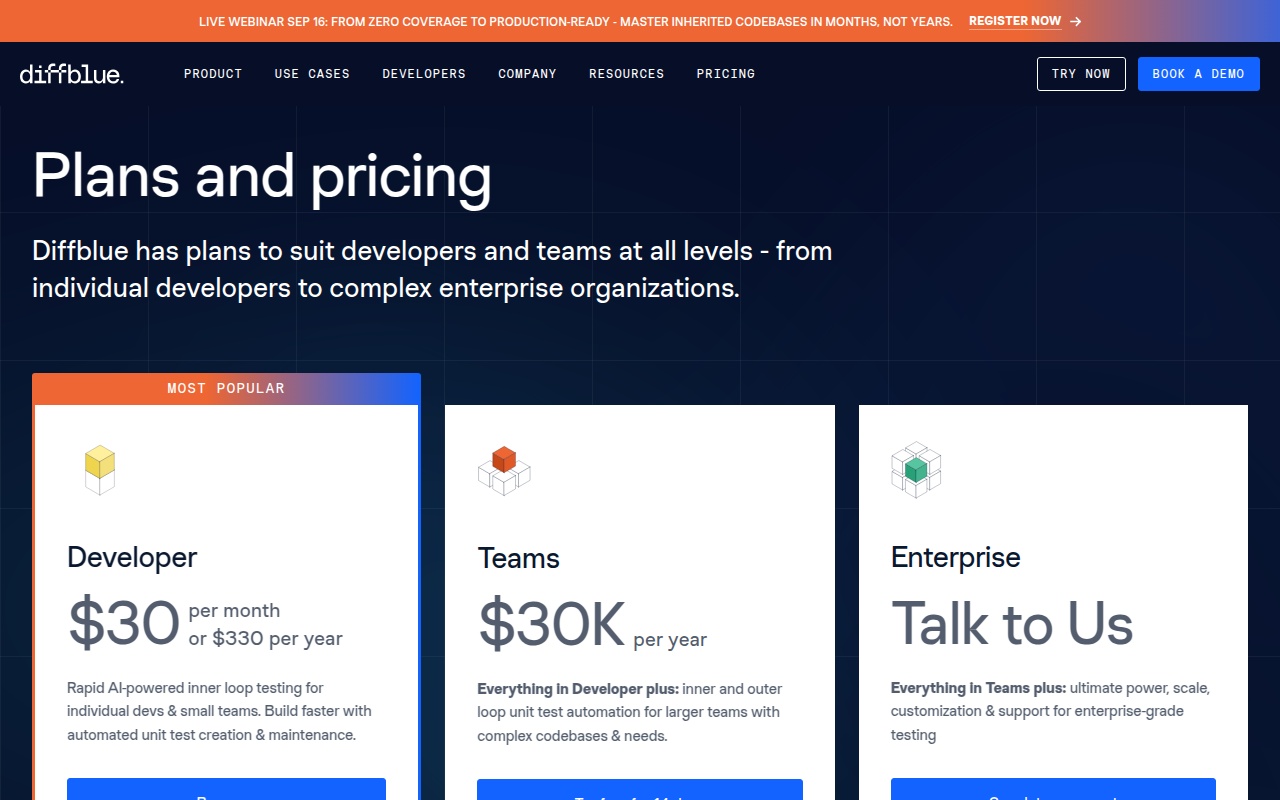 LIVE WEBINAR SEP 16: FROM ZERO COVERAGE TO PRODUCTION-READY - MASTER INHERITED CODEBASES IN MONTHS, NOT YEARS. REGISTER NOW →
diffblue. PRODUCT USE CASES DEVELOPERS COMPANY RESOURCES PRICING TRY NOW BOOK A DEMO
Plans and pricing
Diffblue has plans to suit developers and teams at all levels - from
individual developers to complex enterprise organizations.
MOST POPULAR
Developer
$30 per month
or $330 per year
Rapid AI-powered inner loop testing for
individual devs & small teams. Build faster with
automated unit test creation & maintenance.
Teams
$30K per year
Everything in Developer plus: inner and outer
loop unit test automation for larger teams with
complex codebases & needs.
Enterprise
Talk to Us
Everything in Teams plus: ultimate power, scale,
customization & support for enterprise-grade
testing